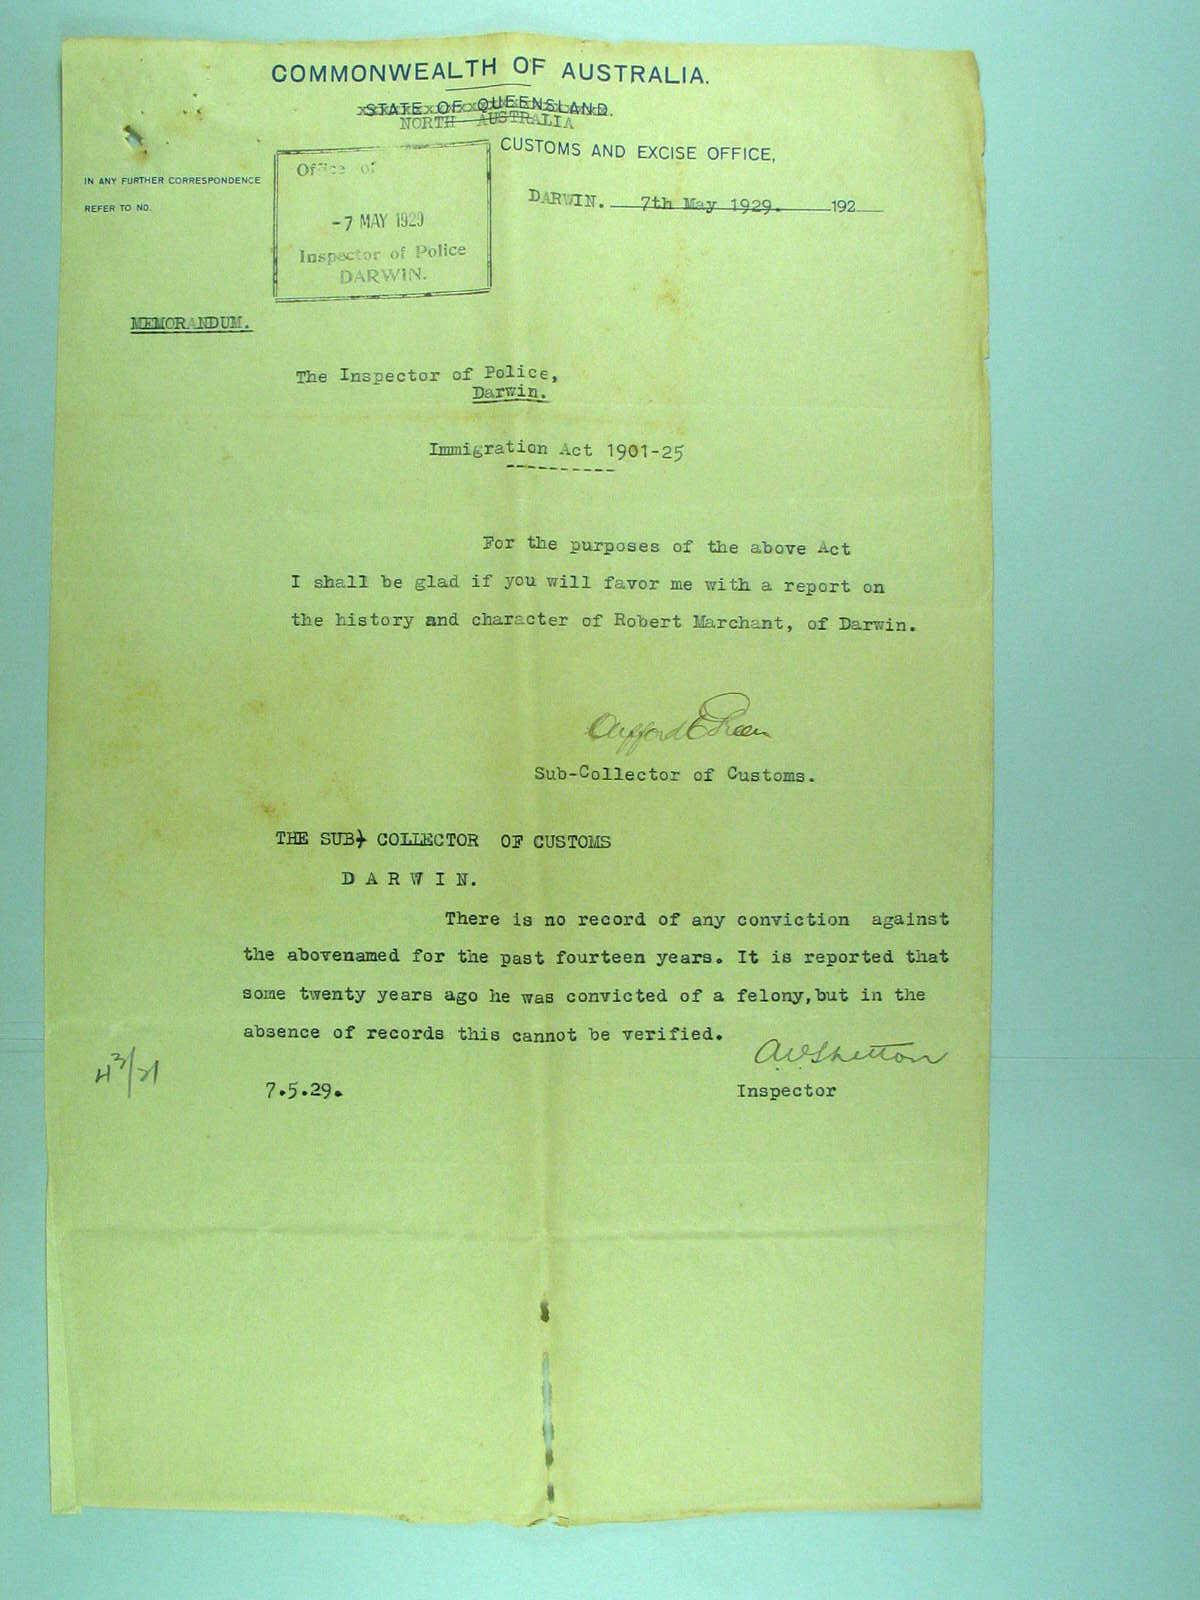 COMMONWEALTH OF AUSTRALIA.
STATE OF QUEENSLAND.
NORTH AUSTRALIA
CUSTOMS AND EXCISE OFFICE,
IN ANY FURTHER CORRESPONDENCE
REFER TO NO.
Office of
-7 MAY 1929
Inspector of Police
DARWIN.
DARWIN. 7th May 1929. 192
MEMORANDUM.
The Inspector of Police,
Darwin.
Immigration Act 1901-25
For the purposes of the above Act
I shall be glad if you will favor me with a report on
the history and character of Robert Marchant, of Darwin.
Sub-Collector of Customs.
THE SUB COLLECTOR OF CUSTOMS
D A R W I N.
There is no record of any conviction against
the abovenamed for the past fourteen years. It is reported that
some twenty years ago he was convicted of a felony,but in the
absence of records this cannot be verified.
7.5.29.
Inspector